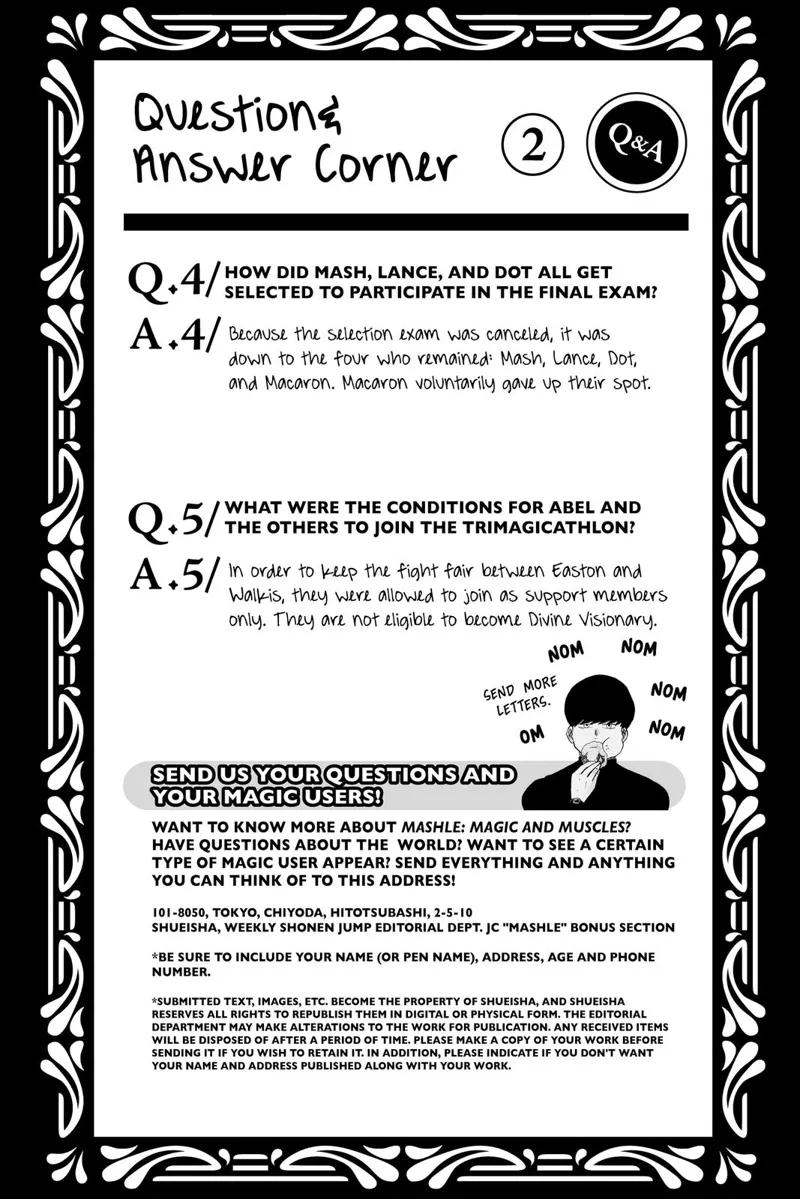 Question&
Answer Corner
2
Q&A
Q.4/ HOW DID MASH, LANCE, AND DOT ALL GET
SELECTED TO PARTICIPATE IN THE FINAL EXAM?
A.4/ Because the selection exam was canceled, it was
down to the four who remained: Mash, Lance, Dot,
and Macaron. Macaron voluntarily gave up their spot.
Q.5/ WHAT WERE THE CONDITIONS FOR ABEL AND
THE OTHERS TO JOIN THE TRIMAGICATHLON?
A.5/ In order to keep the fight fair between Easton and
Walkis, they were allowed to join as support members
only. They are not eligible to become Divine Visionary.
NOM
NOM
SEND MORE
LETTERS.
NOM
OM
NOM
SEND US YOUR QUESTIONS AND
YOUR MAGIC USERS!
WANT TO KNOW MORE ABOUT MASHLE: MAGIC AND MUSCLES?
HAVE QUESTIONS ABOUT THE WORLD? WANT TO SEE A CERTAIN
TYPE OF MAGIC USER APPEAR? SEND EVERYTHING AND ANYTHING
YOU CAN THINK OF TO THIS ADDRESS!
101-8050, TOKYO, CHIYODA, HITOTSUBASHI, 2-5-10
SHUEISHA, WEEKLY SHONEN JUMP EDITORIAL DEPT. JC "MASHLE" BONUS SECTION
*BE SURE TO INCLUDE YOUR NAME (OR PEN NAME), ADDRESS, AGE AND PHONE
NUMBER.
*SUBMITTED TEXT, IMAGES, ETC. BECOME THE PROPERTY OF SHUEISHA, AND SHUEISHA
RESERVES ALL RIGHTS TO REPUBLISH THEM IN DIGITAL OR PHYSICAL FORM. THE EDITORIAL
DEPARTMENT MAY MAKE ALTERATIONS TO THE WORK FOR PUBLICATION. ANY RECEIVED ITEMS
WILL BE DISPOSED OF AFTER A PERIOD OF TIME. PLEASE MAKE A COPY OF YOUR WORK BEFORE
SENDING IT IF YOU WISH TO RETAIN IT. IN ADDITION, PLEASE INDICATE IF YOU DON'T WANT
YOUR NAME AND ADDRESS PUBLISHED ALONG WITH YOUR WORK.